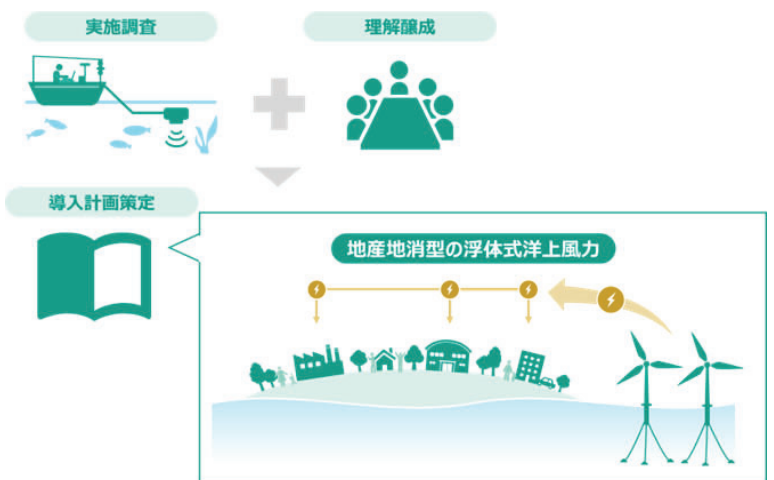 実施調査
理解醸成
導入計画策定
地産地消型の浮体式洋上風力